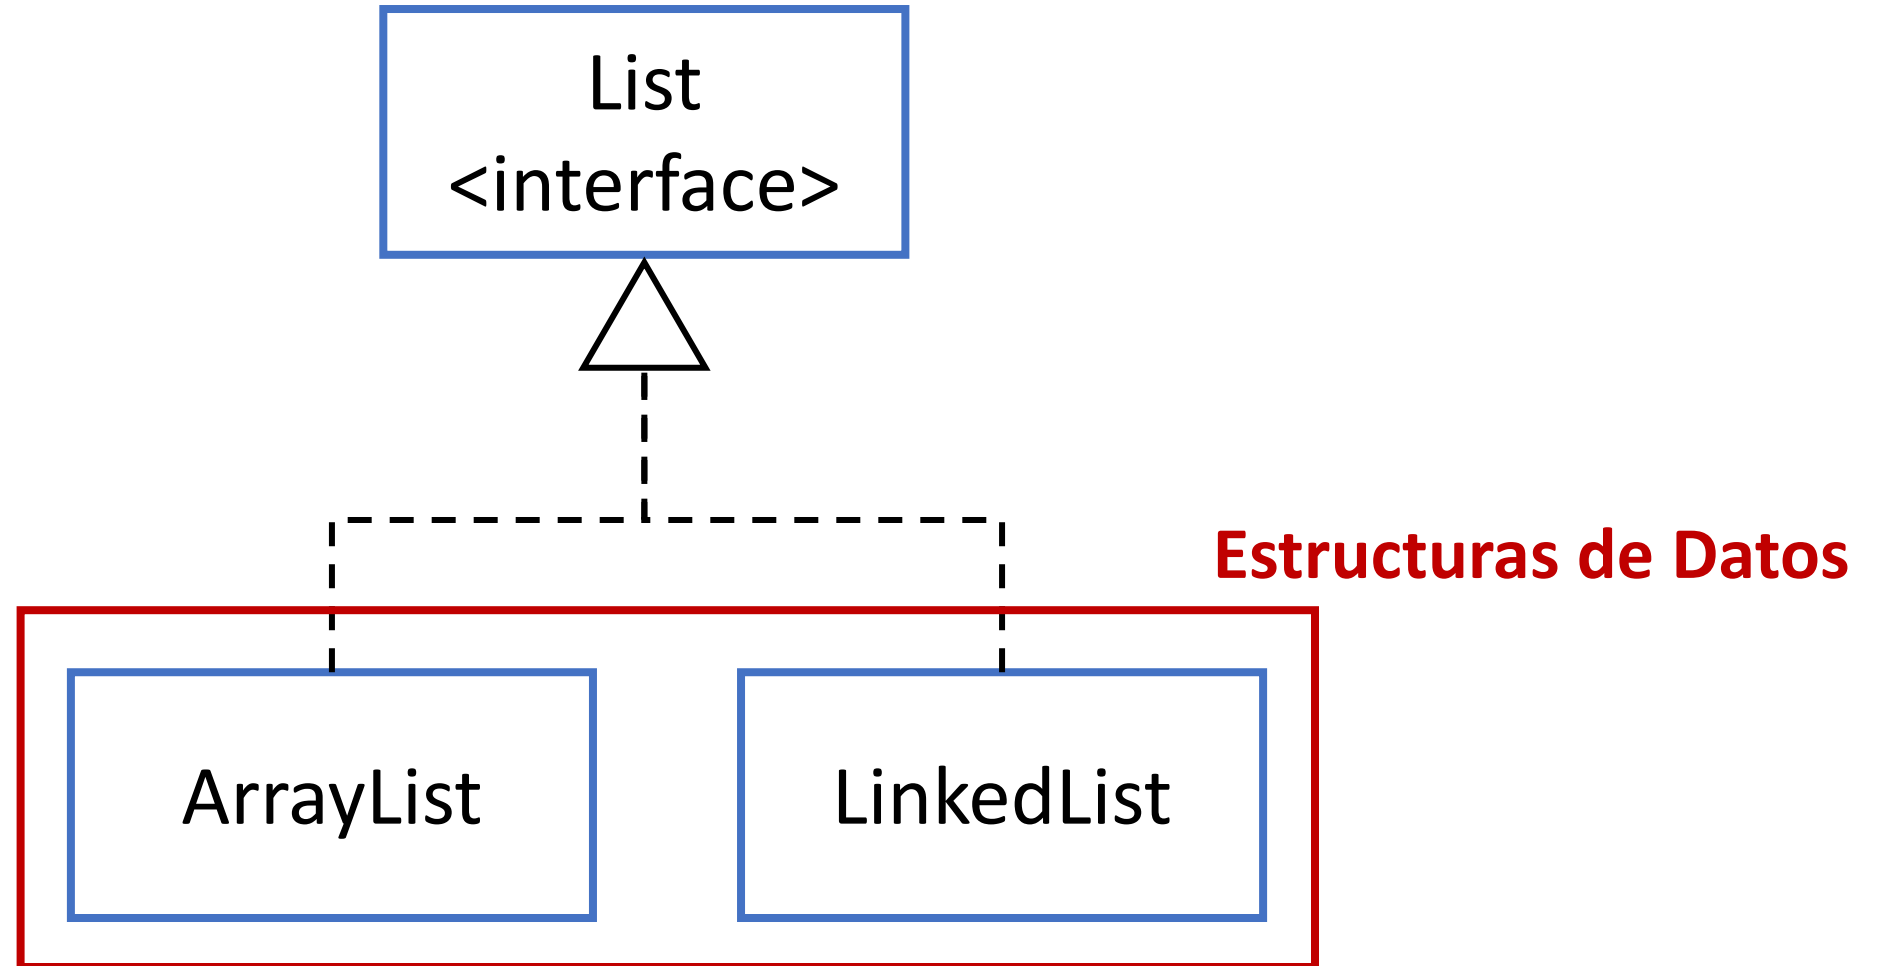 List
<interface>
Estructuras de Datos
ArrayList
LinkedList